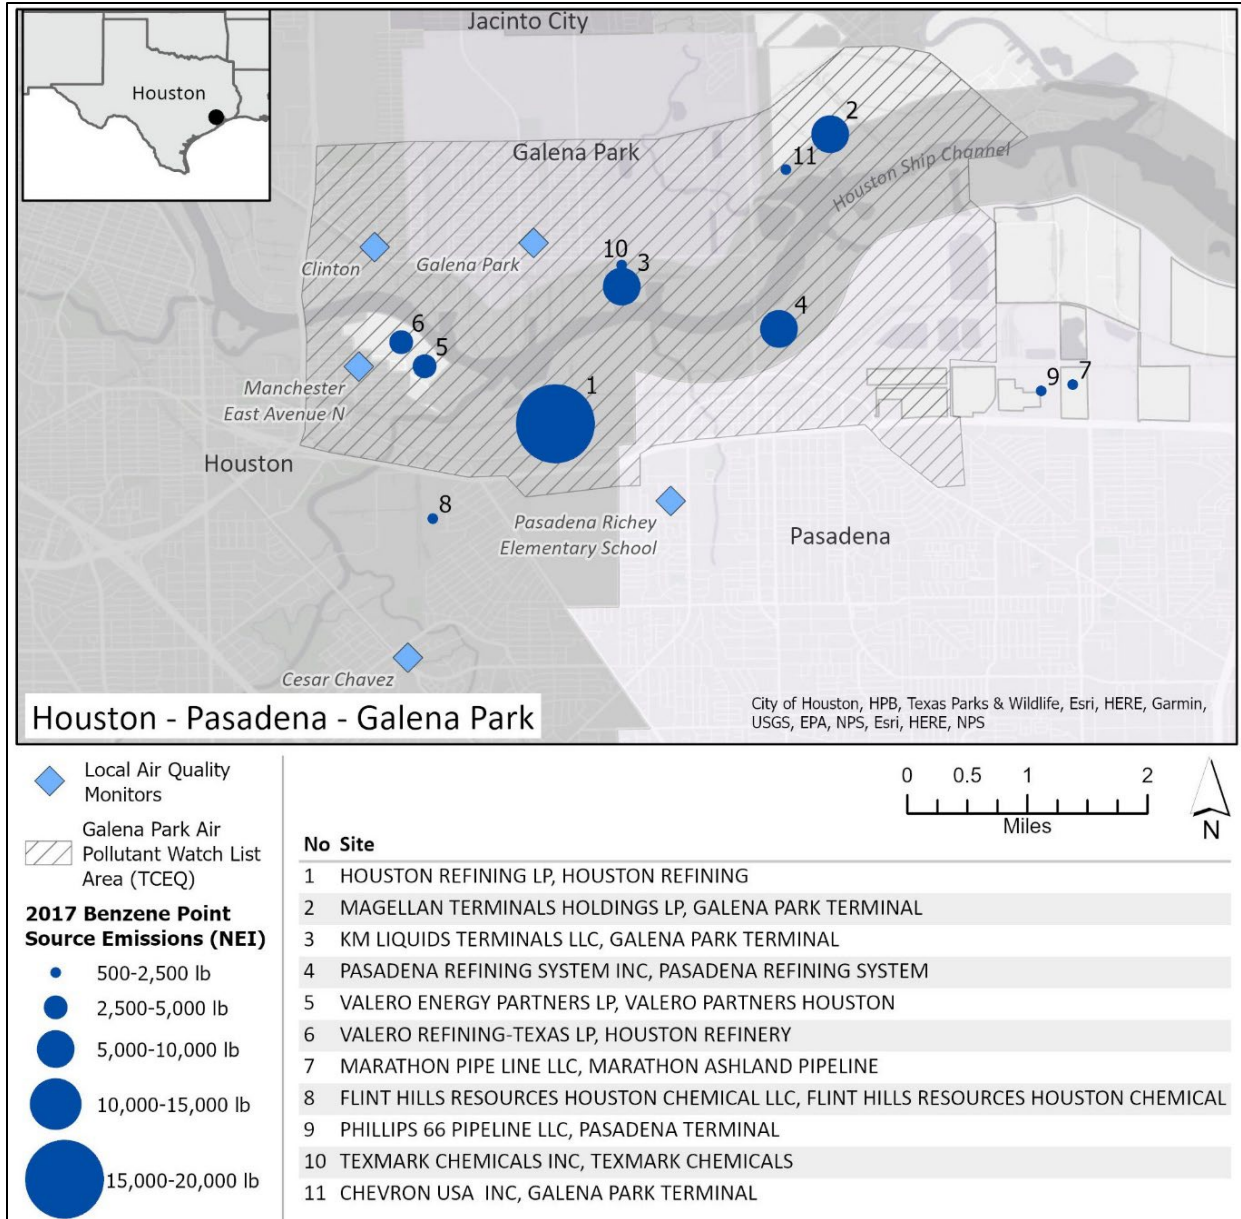 Jacinto City
Houston
Galena Park
2
11
Houston Ship Channel
Clinton
Galena Park
10
3
4
6
5
Manchester
East Avenue N
1
9
7
Houston
8
Pasadena Richey
Elementary School
Pasadena
Cesar Chavez
Houston - Pasadena - Galena Park
City of Houston, HPB, Texas Parks & Wildlife, Esri, HERE, Garmin,
USGS, EPA, NPS, Esri, HERE, NPS
Local Air Quality
Monitors
Galena Park Air
Pollutant Watch List
Area (TCEQ)
2017 Benzene Point
Source Emissions (NEI)
500-2,500 lb
2,500-5,000 lb
5,000-10,000 lb
10,000-15,000 lb
15,000-20,000 lb
0 0.5 1 2
Miles
N
No Site
1 HOUSTON REFINING LP, HOUSTON REFINING
2 MAGELLAN TERMINALS HOLDINGS LP, GALENA PARK TERMINAL
3 KM LIQUIDS TERMINALS LLC, GALENA PARK TERMINAL
4 PASADENA REFINING SYSTEM INC, PASADENA REFINING SYSTEM
5 VALERO ENERGY PARTNERS LP, VALERO PARTNERS HOUSTON
6 VALERO REFINING-TEXAS LP, HOUSTON REFINERY
7 MARATHON PIPE LINE LLC, MARATHON ASHLAND PIPELINE
8 FLINT HILLS RESOURCES HOUSTON CHEMICAL LLC, FLINT HILLS RESOURCES HOUSTON CHEMICAL
9 PHILLIPS 66 PIPELINE LLC, PASADENA TERMINAL
10 TEXMARK CHEMICALS INC, TEXMARK CHEMICALS
11 CHEVRON USA  INC, GALENA PARK TERMINAL